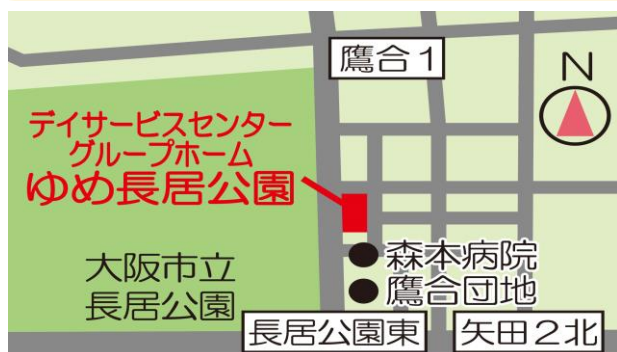 鷹合1
N
デイサービスセンター
グループホーム
ゆめ長居公園
森本病院
鷹合団地
大阪市立
長居公園
長居公園東
矢田2北